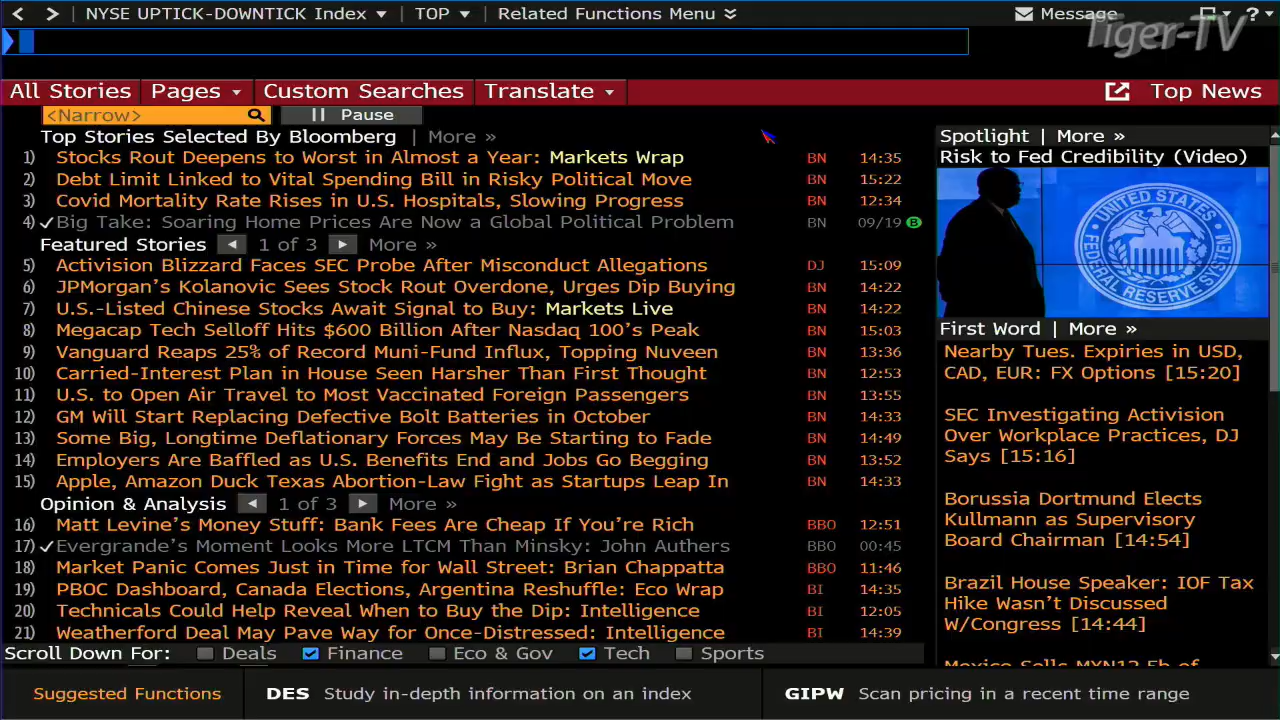 NYSE UPTICK-DOWNTICK Index TOP Related Functions Menu Message ?
Tiger-TV
All Stories Pages Custom Searches Translate Top News
<Narrow> Pause
Top Stories Selected By Bloomberg | More »
1) Stocks Rout Deepens to Worst in Almost a Year: Markets Wrap BN 14:35
2) Debt Limit Linked to Vital Spending Bill in Risky Political Move BN 15:22
3) Covid Mortality Rate Rises in U.S. Hospitals, Slowing Progress BN 12:34
4) Big Take: Soaring Home Prices Are Now a Global Political Problem BN 09/19 B
Featured Stories 1 of 3 More »
5) Activision Blizzard Faces SEC Probe After Misconduct Allegations DJ 15:09
6) JPMorgan's Kolanovic Sees Stock Rout Overdone, Urges Dip Buying BN 14:22
7) U.S.-Listed Chinese Stocks Await Signal to Buy: Markets Live BN 14:22
8) Megacap Tech Selloff Hits $600 Billion After Nasdaq 100's Peak BN 15:03
9) Vanguard Reaps 25% of Record Muni-Fund Influx, Topping Nuveen BN 13:36
10) Carried-Interest Plan in House Seen Harsher Than First Thought BN 12:53
11) U.S. to Open Air Travel to Most Vaccinated Foreign Passengers BN 13:55
12) GM Will Start Replacing Defective Bolt Batteries in October BN 14:33
13) Some Big, Longtime Deflationary Forces May Be Starting to Fade BN 14:49
14) Employers Are Baffled as U.S. Benefits End and Jobs Go Begging BN 13:52
15) Apple, Amazon Duck Texas Abortion-Law Fight as Startups Leap In BN 14:33
Opinion & Analysis 1 of 3 More »
16) Matt Levine's Money Stuff: Bank Fees Are Cheap If You're Rich BBO 12:51
17) Evergrande's Moment Looks More LTCM Than Minsky: John Authers BBO 00:45
18) Market Panic Comes Just in Time for Wall Street: Brian Chappatta BBO 11:46
19) PBOC Dashboard, Canada Elections, Argentina Reshuffle: Eco Wrap BI 14:35
20) Technicals Could Help Reveal When to Buy the Dip: Intelligence BI 12:05
21) Weatherford Deal May Pave Way for Once-Distressed: Intelligence BI 14:39
Scroll Down For: Deals Finance Eco & Gov Tech Sports
Spotlight | More »
Risk to Fed Credibility (Video)
UNITED STATES
FEDERAL RESERVE SYSTEM
First Word | More »
Nearby Tues. Expiries in USD,
CAD, EUR: FX Options [15:20]
SEC Investigating Activision
Over Workplace Practices, DJ
Says [15:16]
Borussia Dortmund Elects
Kullmann as Supervisory
Board Chairman [14:54]
Brazil House Speaker: IOF Tax
Hike Wasn't Discussed
W/Congress [14:44]
Mexico Sells MYN12 Eb of
Suggested Functions DES Study in-depth information on an index GIPW Scan pricing in a recent time range